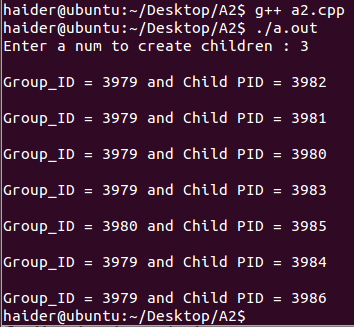 haider@ubuntu:~/Desktop/A2$ g++ a2.cpp
haider@ubuntu:~/Desktop/A2$ ./a.out
Enter a num to create children : 3
Group_ID = 3979 and Child PID = 3982
Group_ID = 3979 and Child PID = 3981
Group_ID = 3979 and Child PID = 3980
Group_ID = 3979 and Child PID = 3983
Group_ID = 3980 and Child PID = 3985
Group_ID = 3979 and Child PID = 3984
Group_ID = 3979 and Child PID = 3986
haider@ubuntu:~/Desktop/A2$